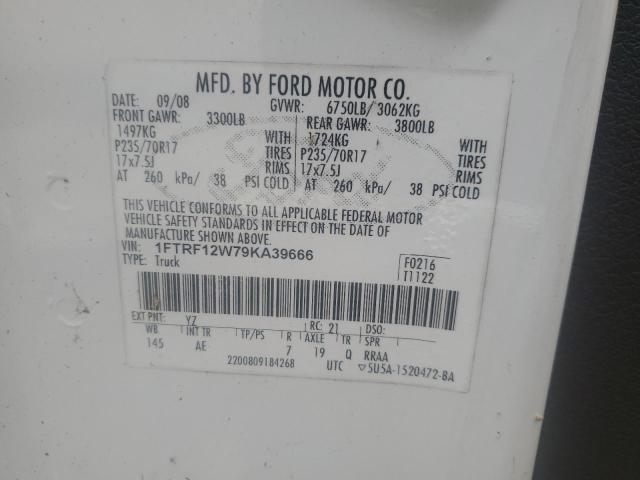 MFD. BY FORD MOTOR CO.
DATE: 09/08 GVWR: 6750LB/ 3062KG
FRONT GAWR: 3300LB REAR GAWR: 3800LB
1497KG WITH 1724KG WITH
P235/70R17 TIRES P235/70R17 TIRES
17x7.5J RIMS 17x7.5J RIMS
AT 260 kPa/ 38 PSI COLD AT 260 kPa/ 38 PSI COLD
THIS VEHICLE CONFORMS TO ALL APPLICABLE FEDERAL MOTOR
VEHICLE SAFETY STANDARDS IN EFFECT ON THE DATE OF
MANUFACTURE SHOWN ABOVE.
VIN: 1FTRF12W79KA39666 F0216
TYPE: Truck T1122
EXT PNT: YZ RC: 21 DSO:
WB INT TR TP/PS R AXLE TR SPR
145 AE 7 19 Q RRAA
2200809184268 UTC ▽5U5A-1520472-BA